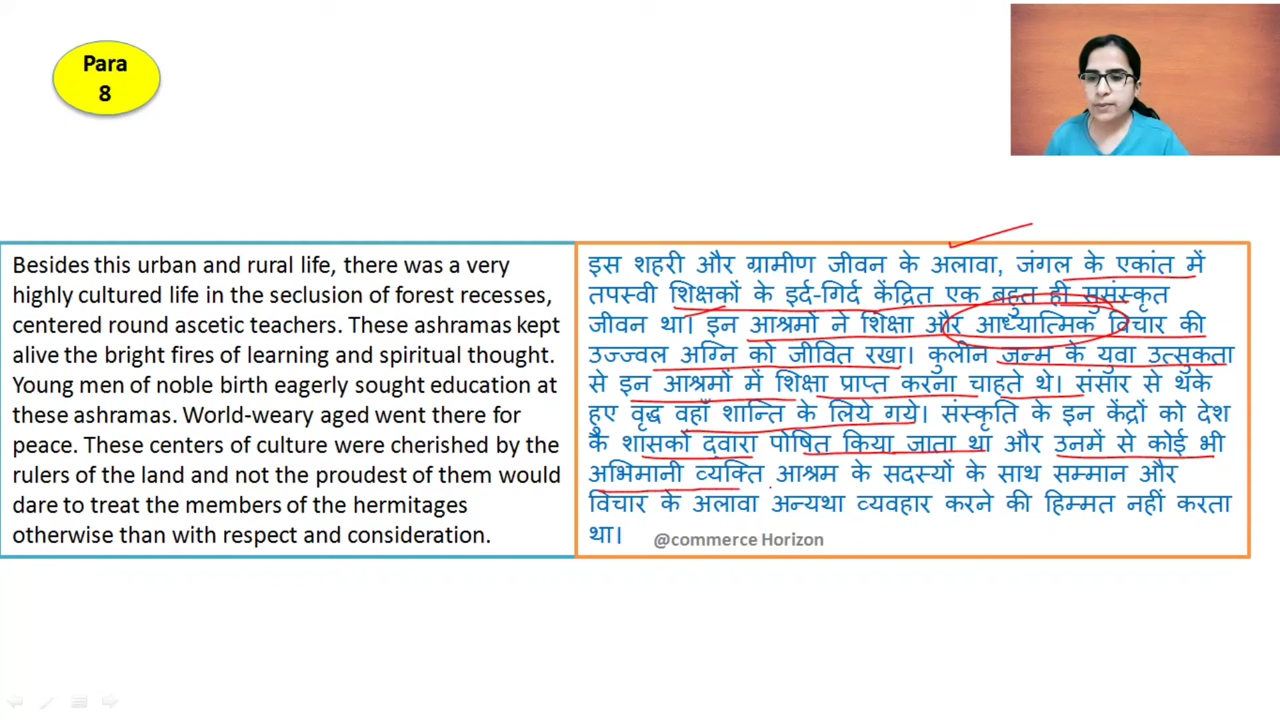 Para
8
Besides this urban and rural life, there was a very
highly cultured life in the seclusion of forest recesses,
centered round ascetic teachers. These ashramas kept
alive the bright fires of learning and spiritual thought.
Young men of noble birth eagerly sought education at
these ashramas. World-weary aged went there for
peace. These centers of culture were cherished by the
rulers of the land and not the proudest of them would
dare to treat the members of the hermitages
otherwise than with respect and consideration.
इस शहरी और ग्रामीण जीवन के अलावा, जंगल के एकांत में
तपस्वी शिक्षकों के इर्द-गिर्द केंद्रित एक बहुत ही सुसंस्कृत
जीवन था। इन आश्रमों ने शिक्षा और आध्यात्मिक विचार की
उज्ज्वल अग्नि को जीवित रखा। कुलीन जन्म के युवा उत्सुकता
से इन आश्रमों में शिक्षा प्राप्त करना चाहते थे। संसार से थके
हुए वृद्ध वहाँ शान्ति के लिये गये। संस्कृति के इन केंद्रों को देश
के शासकों द्वारा पोषित किया जाता था और उनमें से कोई भी
अभिमानी व्यक्ति आश्रम के सदस्यों के साथ सम्मान और
विचार के अलावा अन्यथा व्यवहार करने की हिम्मत नहीं करता
था।
@commerce Horizon